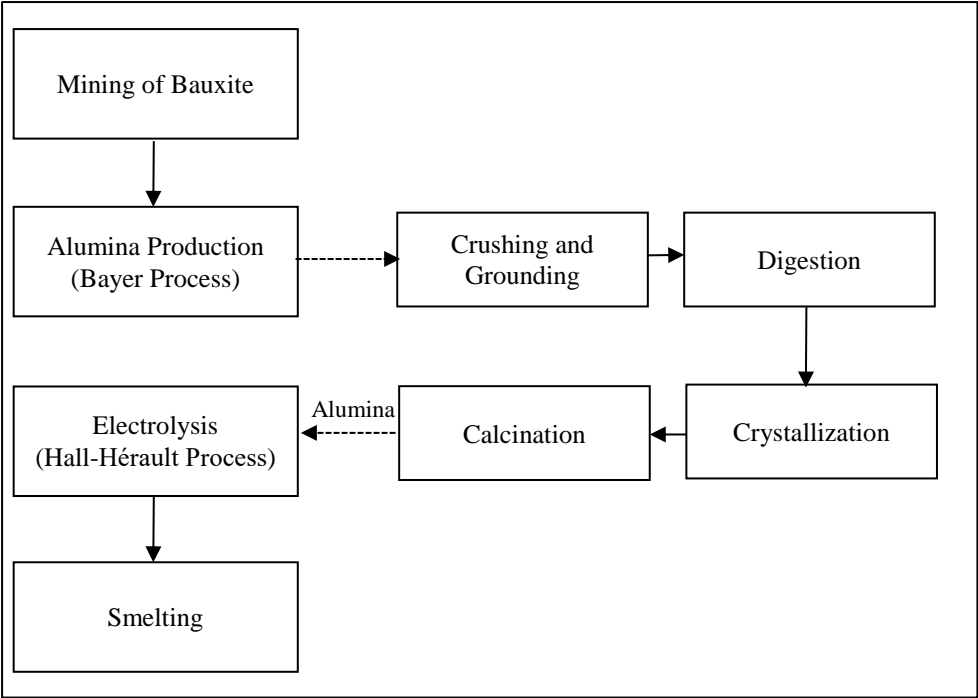 Mining of Bauxite
Alumina Production
(Bayer Process)
Crushing and
Grounding
Digestion
Crystallization
Calcination
Alumina
Electrolysis
(Hall-Hérault Process)
Smelting